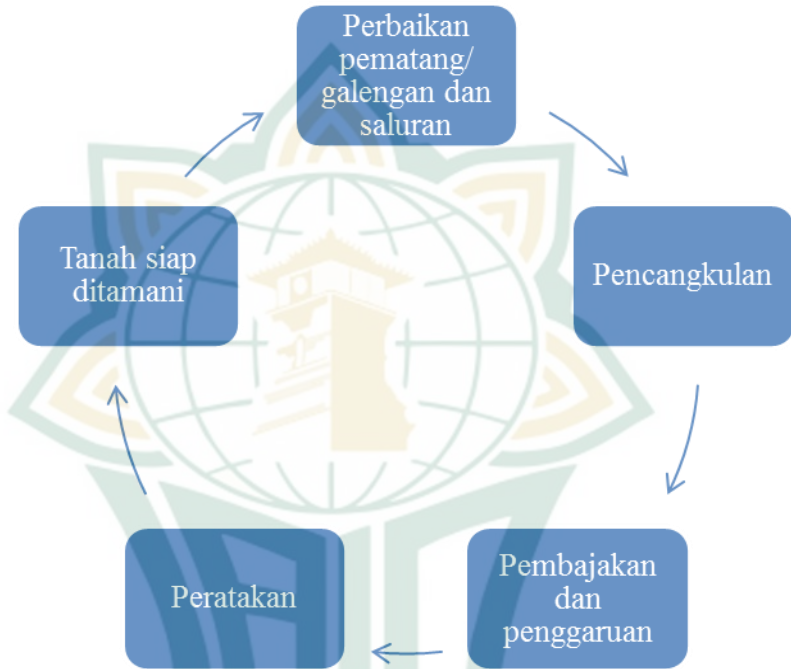 Perbaikan
pematang/
galengan dan
saluran
Pencangkulan
Pembajakan
dan
penggaruan
Peratakan
Tanah siap
ditamani